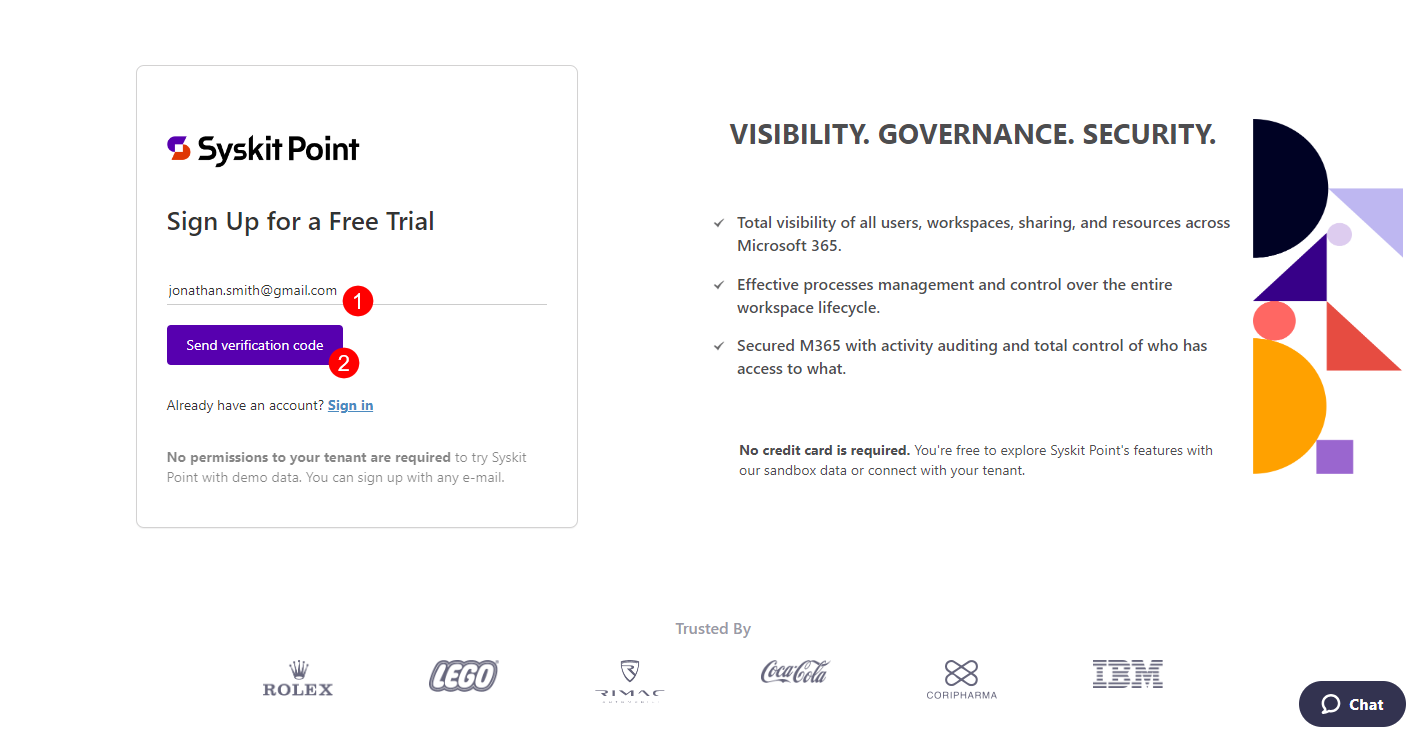 Syskit Point
Sign Up for a Free Trial
jonathan.smith@gmail.com
1
Send verification code
2
Already have an account? Sign in
No permissions to your tenant are required to try Syskit
Point with demo data. You can sign up with any e-mail.
VISIBILITY. GOVERNANCE. SECURITY.
Total visibility of all users, workspaces, sharing, and resources across
Microsoft 365.
Effective processes management and control over the entire
workspace lifecycle.
Secured M365 with activity auditing and total control of who has
access to what.
No credit card is required. You're free to explore Syskit Point's features with
our sandbox data or connect with your tenant.
Trusted By
ROLEX
LEGO
RIMAC
Coca-Cola
CORIPHARMA
IBM
Chat